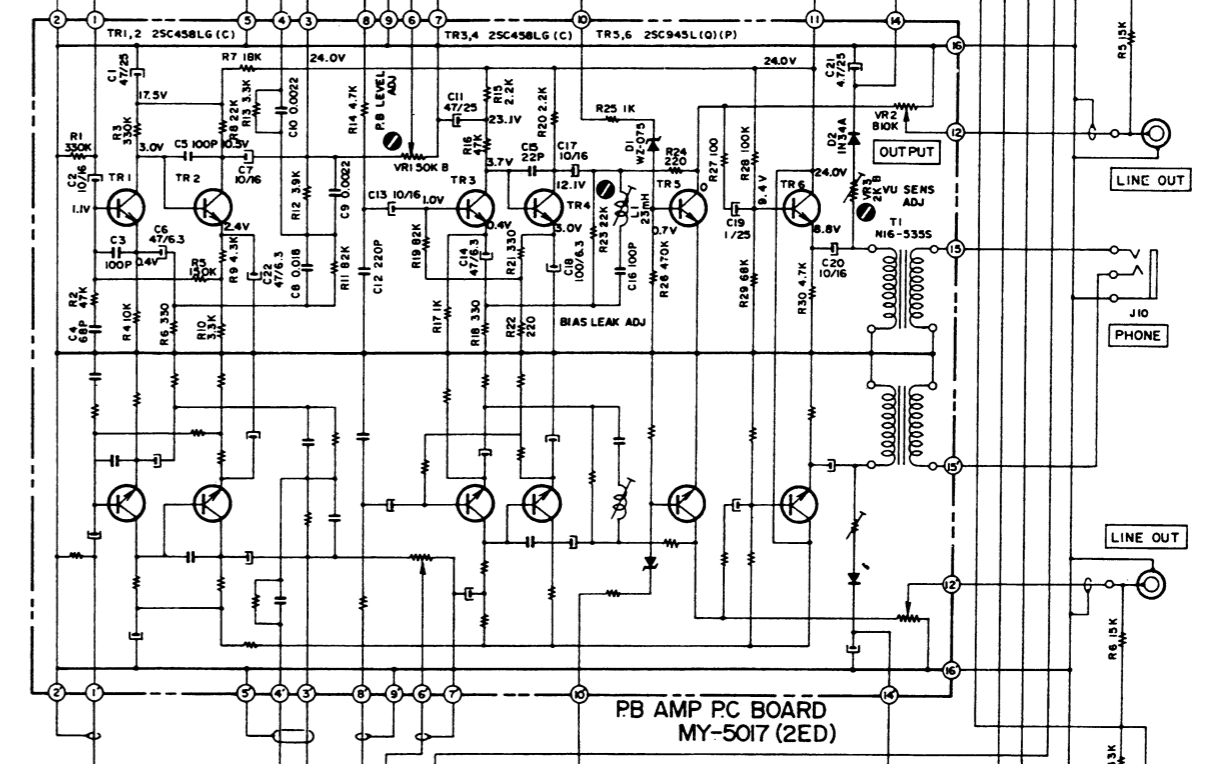 2 1 5 4 3 8 9 6 7 10 11 14
TR1,2 2SC458LG (C)
TR3,4 2SC458LG (C)
TR5,6 2SC945L(Q)(P)
16
R5 15K
C1 47/25
R7 18K
24.0V
24.0V
C21 4.7/25
17.5V
R13 3.3K
C10 0.0022
R14 4.7K
P.B LEVEL ADJ
C11 47/25
R15 2.2K
23.1V
R20 2.2K
R25 1K
VR2 B10K
12
R1 330K
R3 330K
R8 22K
10.5V
3.0V
C5 100P
C7 10/16
VR1 50K B
R16 47K
3.7V
C15 22P
C17 10/16
D1 WZ-075
R24 220
R27 100
R28 100K
D2 1N34A
OUTPUT
LINE OUT
C2 10/16
TR1
TR2
R12 3.9K
C9 0.0022
C13 10/16
1.0V
TR3
12.1V
TR4
TR5
0
9.4V
TR6
24.0V
VR3 2K B
VU SENS ADJ
1.1V
2.4V
0.4V
3.0V
R23 22K
L1 23mH
0.7V
C19 1/25
8.8V
T1
N16-535S
C3 100P
C6 47/6.3
0.4V
R5 150K
R9 4.3K
C22 47/6.3
C8 0.018
R11 82K
C12 220P
R19 82K
C14 47/6.3
R21 330
C18 100/6.3
C16 100P
R26 470K
R29 68K
R30 4.7K
C20 10/16
15
R2 47K
C4 68P
R4 10K
R6 330
R10 3.3K
R17 1K
R18 330
R22 220
BIAS LEAK ADJ
J10
PHONE
15'
LINE OUT
12'
R6 15K
16'
2' 1' 5' 4' 3' 8' 9' 6' 7' 10' 14'
P.B AMP P.C BOARD
MY-5017 (2ED)